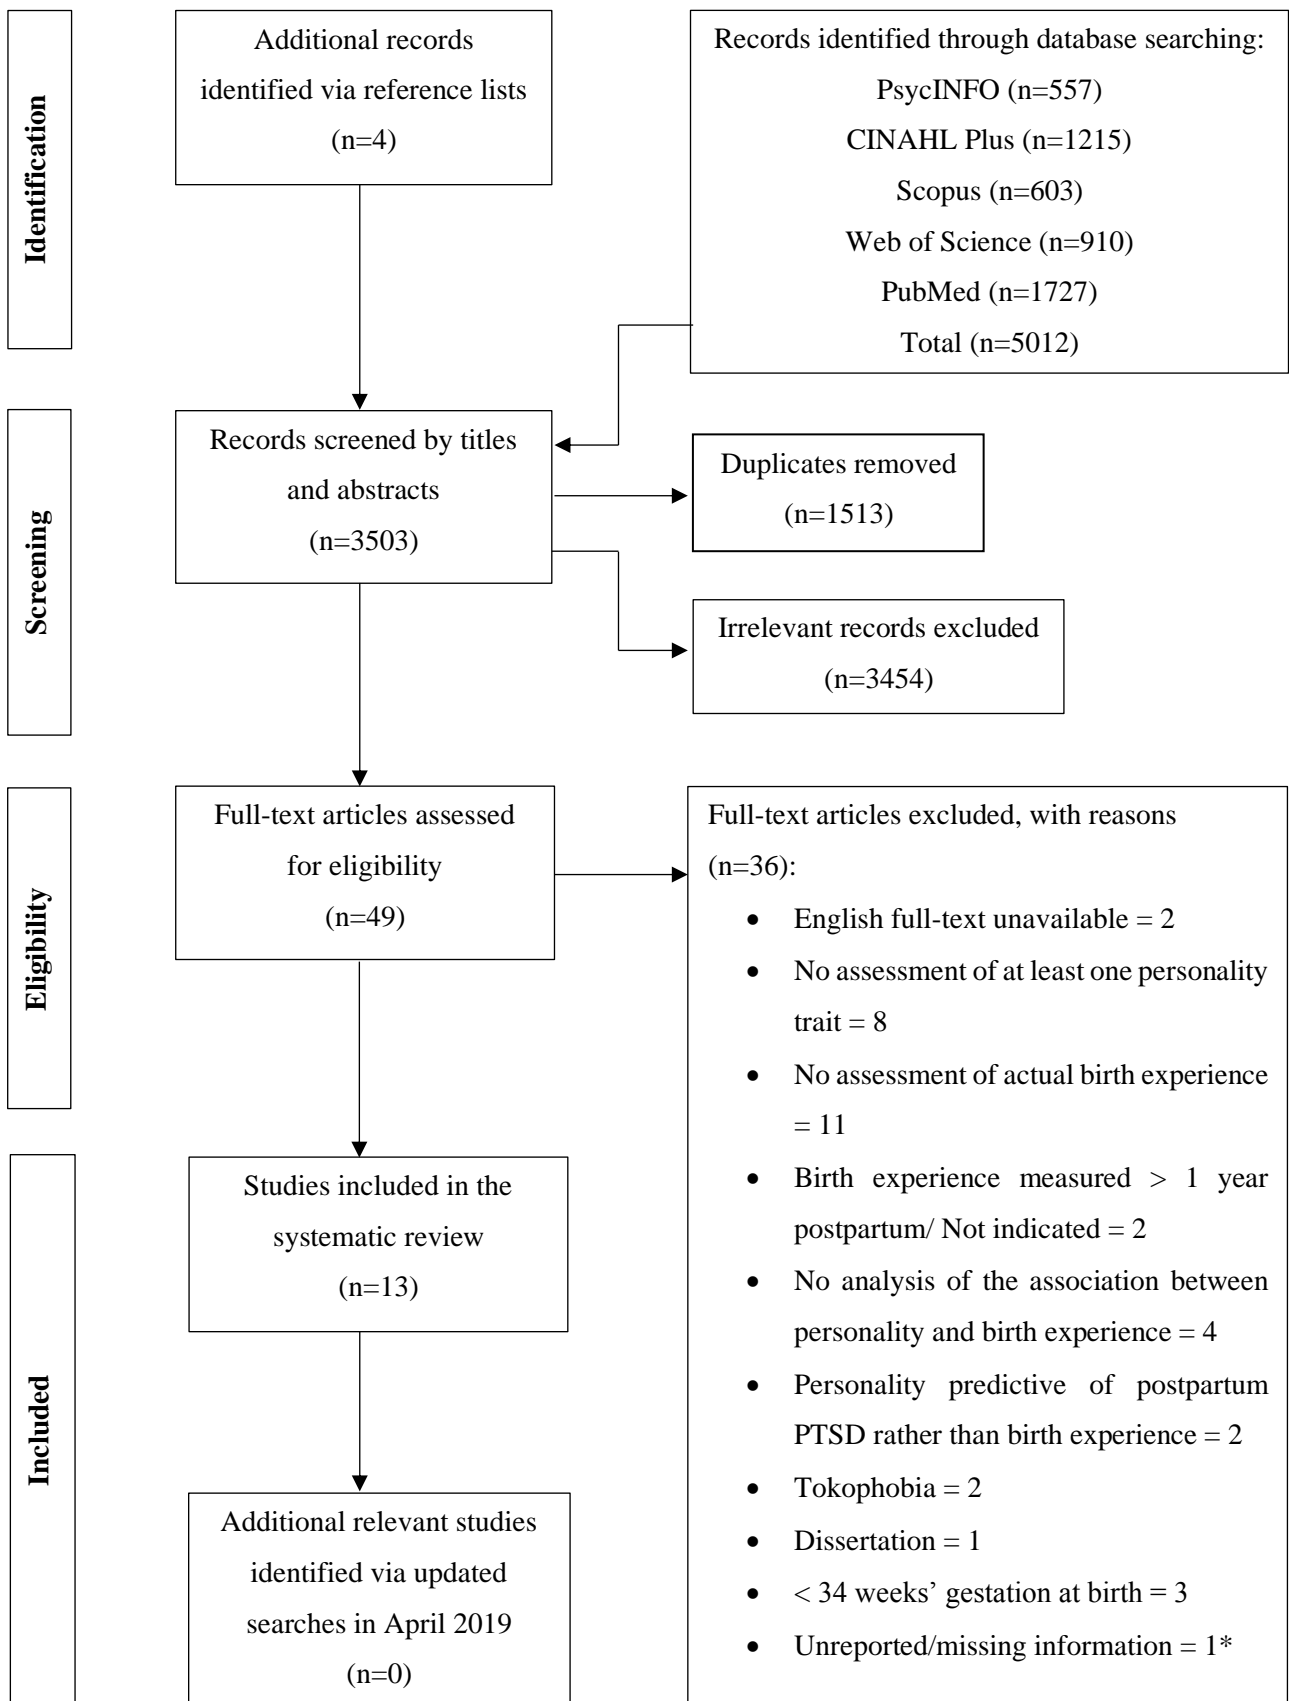 Identification
Additional records
identified via reference lists
(n=4)
Records identified through database searching:
PsycINFO (n=557)
CINAHL Plus (n=1215)
Scopus (n=603)
Web of Science (n=910)
PubMed (n=1727)
Total (n=5012)
Screening
Records screened by titles
and abstracts
(n=3503)
Duplicates removed
(n=1513)
Irrelevant records excluded
(n=3454)
Eligibility
Full-text articles assessed
for eligibility
(n=49)
Full-text articles excluded, with reasons
(n=36):
• English full-text unavailable = 2
• No assessment of at least one personality
trait = 8
• No assessment of actual birth experience
= 11
• Birth experience measured > 1 year
postpartum/ Not indicated = 2
• No analysis of the association between
personality and birth experience = 4
• Personality predictive of postpartum
PTSD rather than birth experience = 2
• Tokophobia = 2
• Dissertation = 1
• < 34 weeks’ gestation at birth = 3
• Unreported/missing information = 1*
Included
Studies included in the
systematic review
(n=13)
Additional relevant studies
identified via updated
searches in April 2019
(n=0)